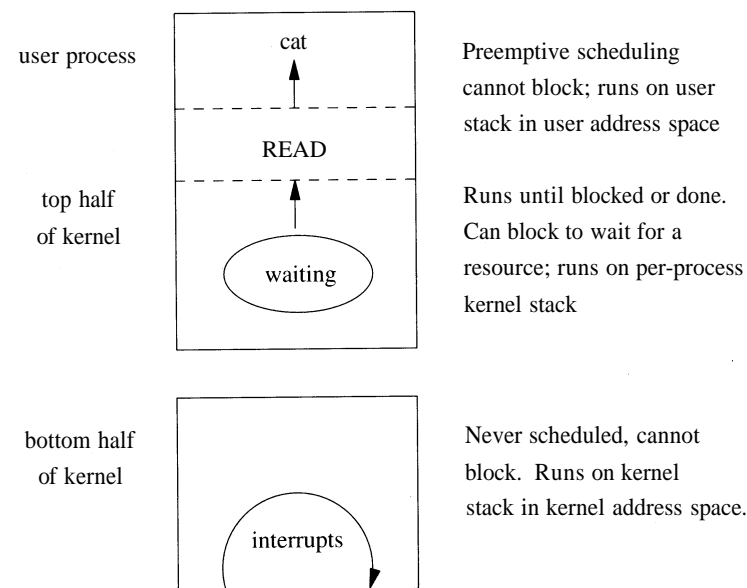 user process
cat
Preemptive scheduling
cannot block; runs on user
stack in user address space
READ
top half
of kernel
waiting
Runs until blocked or done.
Can block to wait for a
resource; runs on per-process
kernel stack
bottom half
of kernel
interrupts
Never scheduled, cannot
block. Runs on kernel
stack in kernel address space.